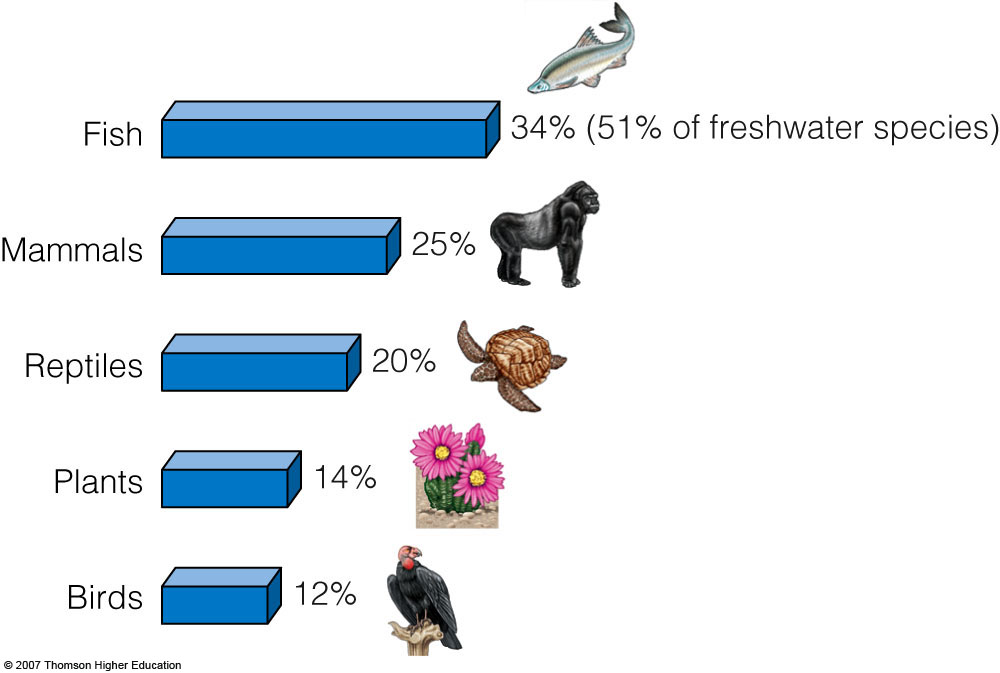 Fish 34% (51% of freshwater species)
Mammals 25%
Reptiles 20%
Plants 14%
Birds 12%
© 2007 Thomson Higher Education